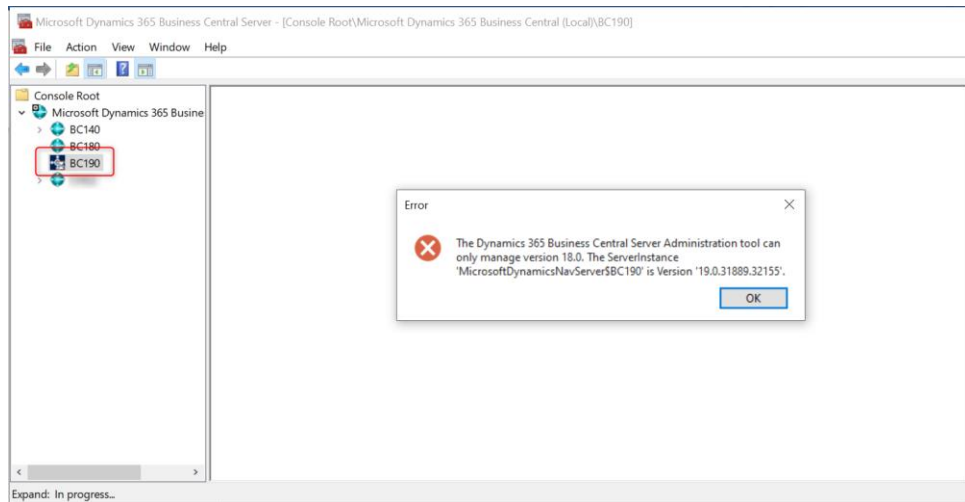 Microsoft Dynamics 365 Business Central Server - [Console Root\Microsoft Dynamics 365 Business Central (Local)\BC190]
File Action View Window Help
Console Root
Microsoft Dynamics 365 Busine
BC140
BC180
BC190
Error
The Dynamics 365 Business Central Server Administration tool can
only manage version 18.0. The ServerInstance
'MicrosoftDynamicsNavServer$BC190' is Version '19.0.31889.32155'.
OK
Expand: In progress...